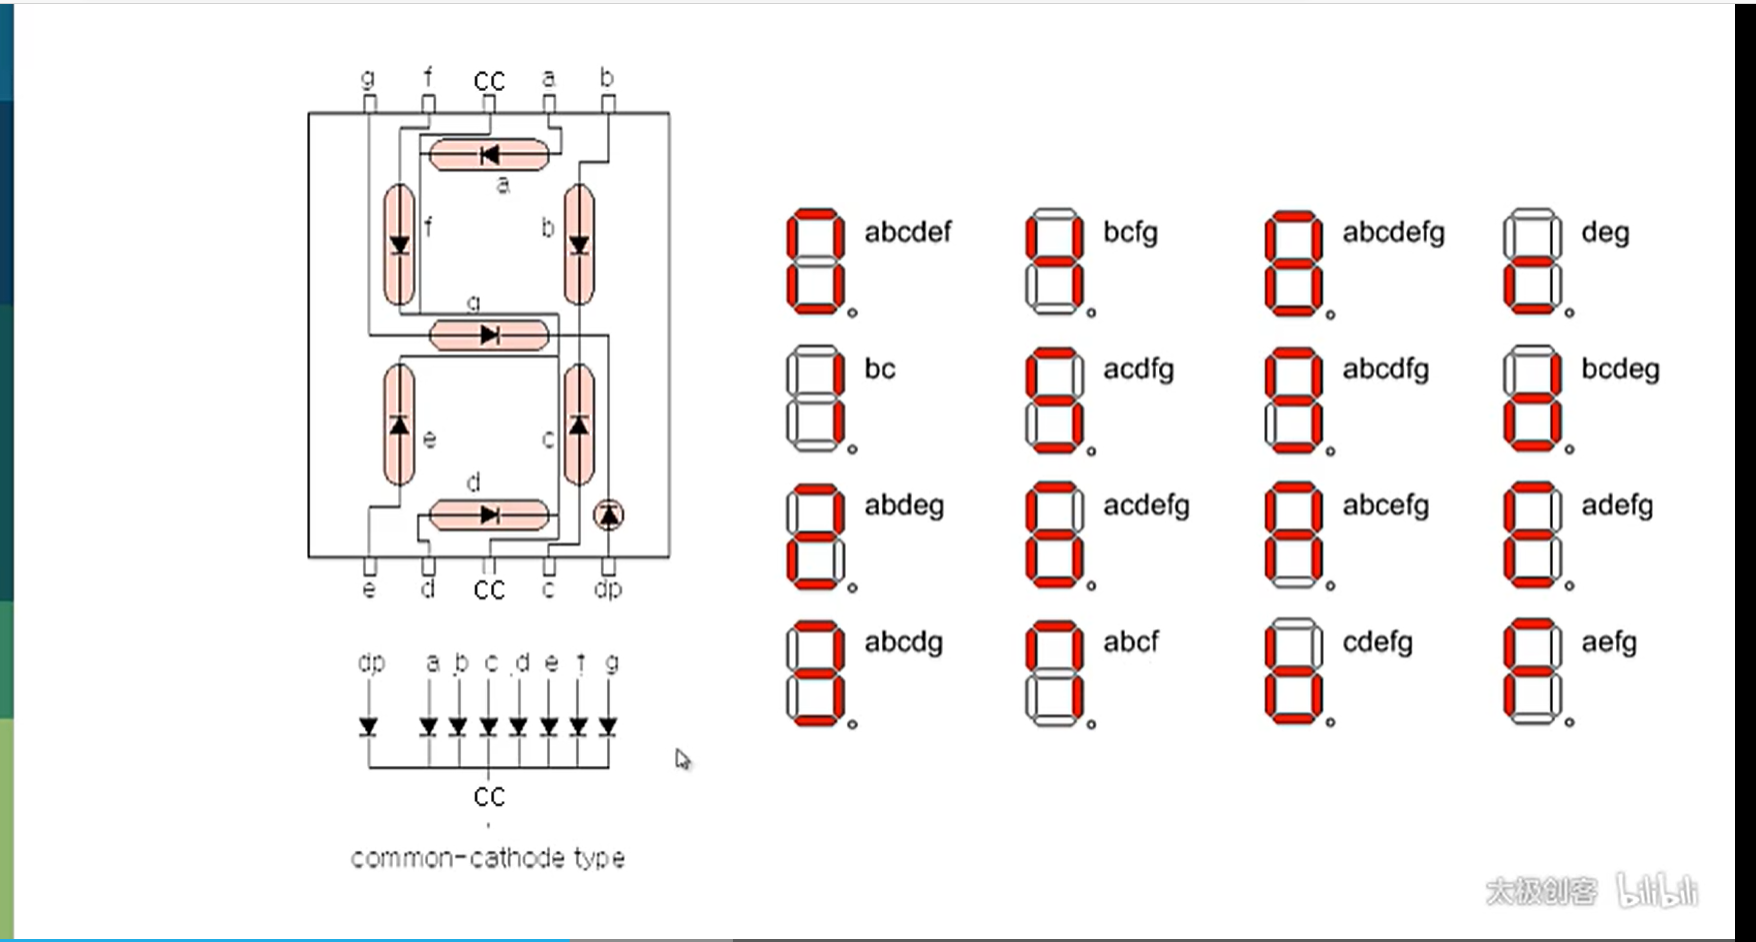 g f CC a b
a
f b
g
e c
d
e d CC c dp
dp a b c d e f g
CC
common-cathode type
abcdef bcfg abcdefg deg
bc acdfg abcdfg bcdeg
abdeg acdefg abcefg adefg
abcdg abcf cdefg aefg
太极创客 bilibili